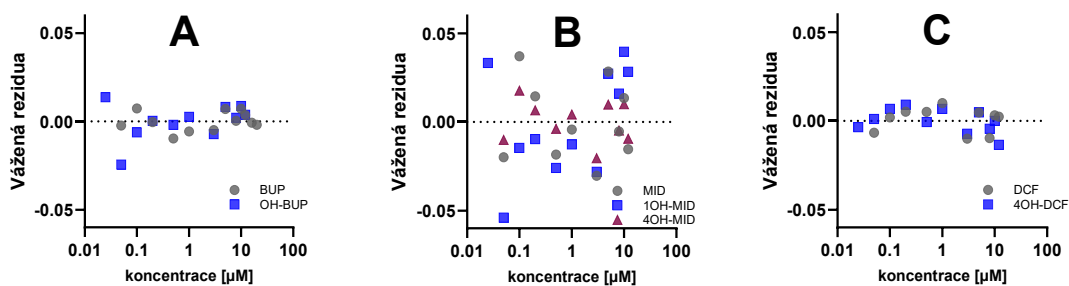 A
Vážená rezidua
0.05
0.00
-0.05
BUP
OH-BUP
0.01 0.1 1 10 100
koncentrace [µM]
B
Vážená rezidua
0.05
0.00
-0.05
MID
1OH-MID
4OH-MID
0.01 0.1 1 10 100
koncentrace [µM]
C
Vážená rezidua
0.05
0.00
-0.05
DCF
4OH-DCF
0.01 0.1 1 10 100
koncentrace [µM]